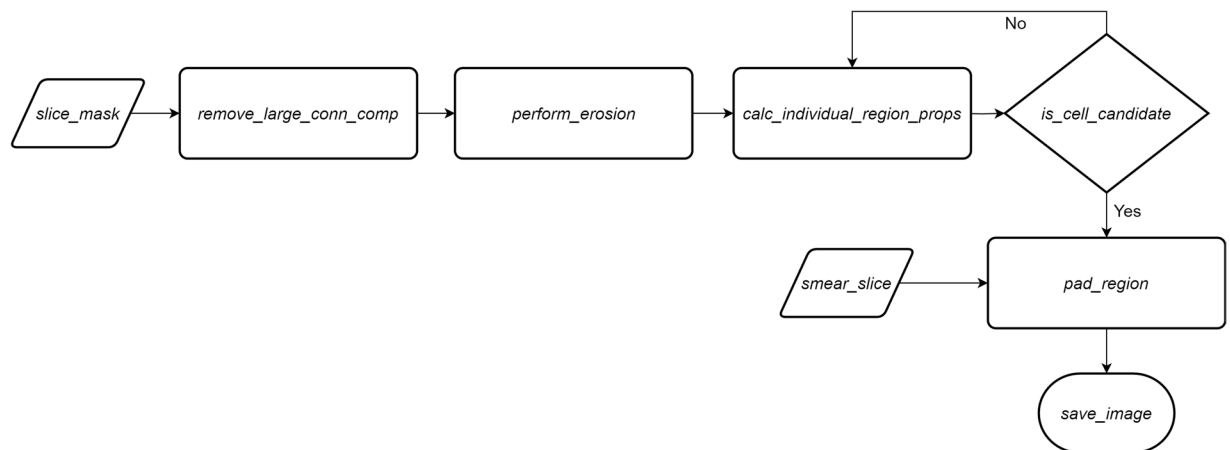 No
slice_mask
remove_large_conn_comp
perform_erosion
calc_individual_region_props
is_cell_candidate
Yes
smear_slice
pad_region
save_image